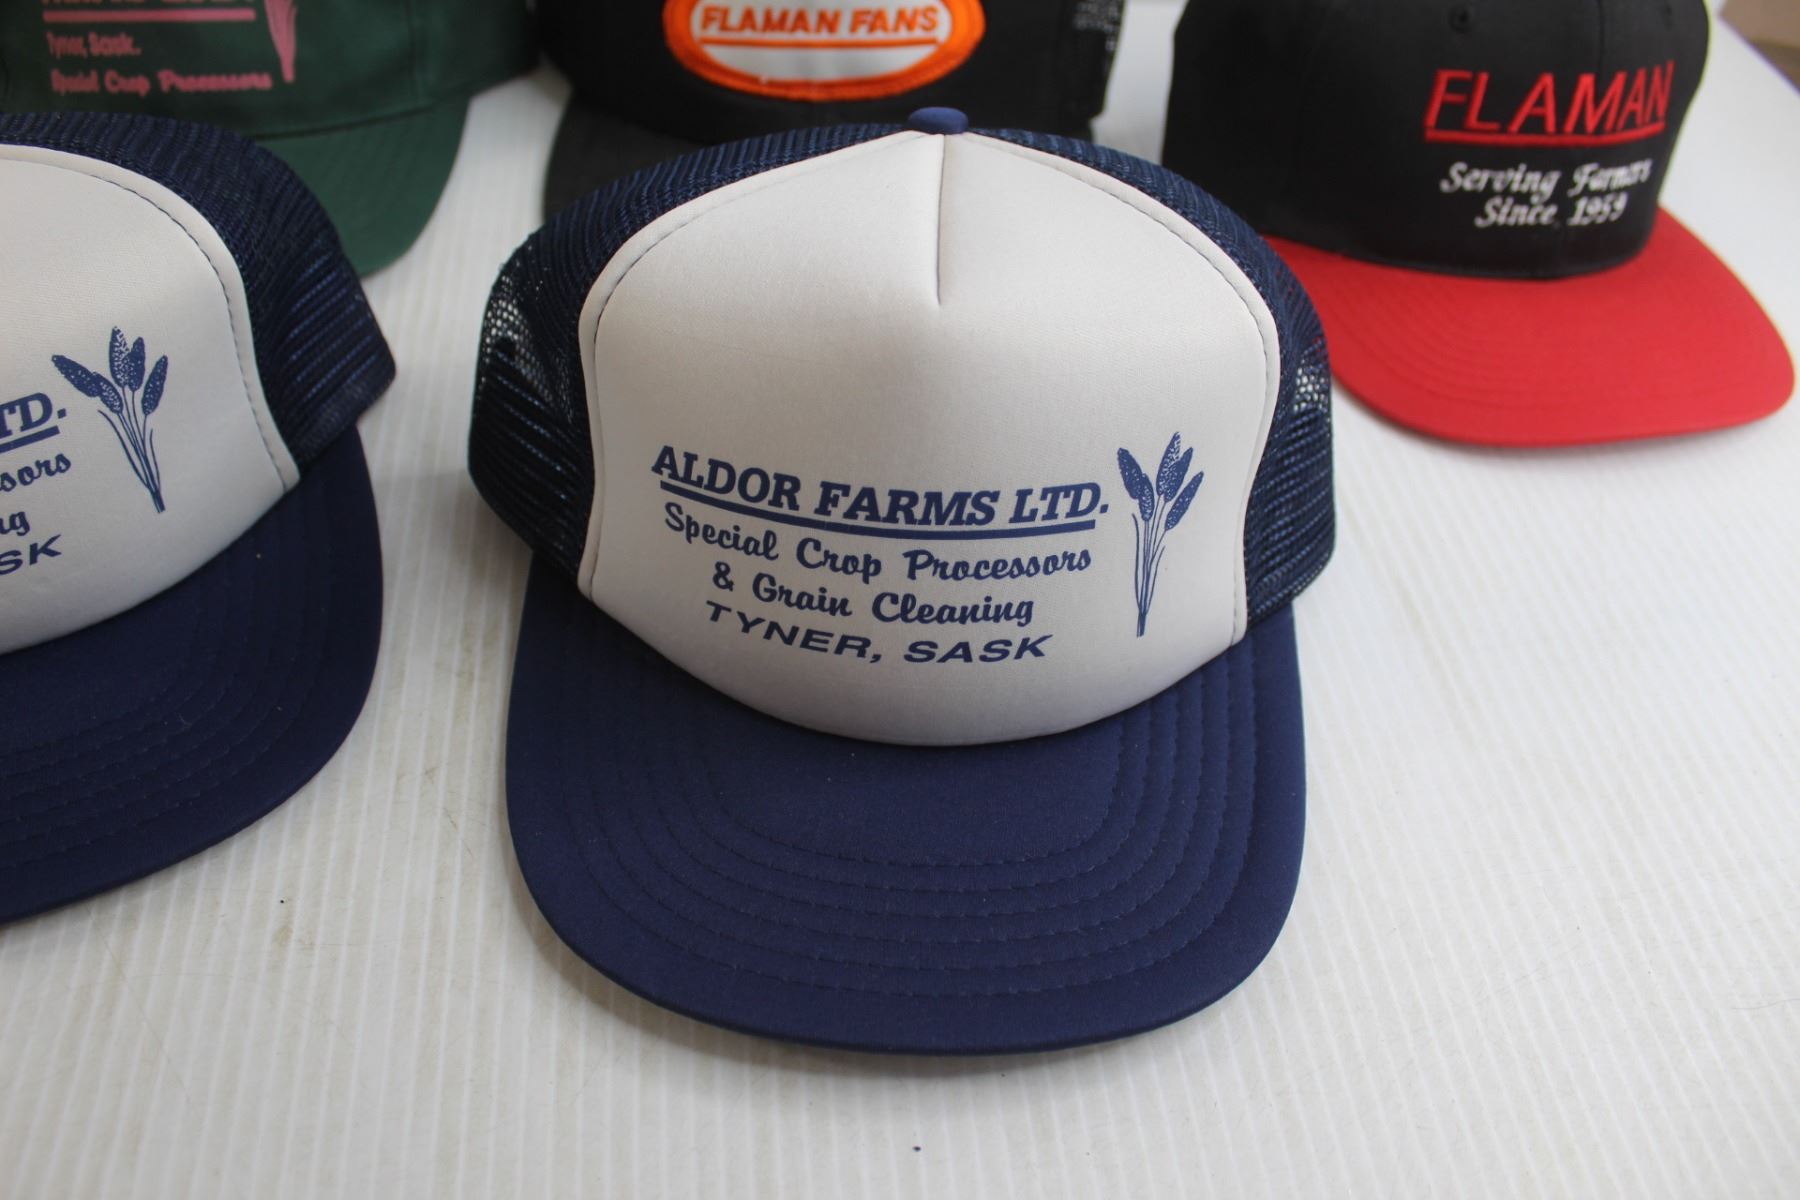 Tyner, Sask.
Special Crop Processors
FLAMAN FANS
FLAMAN
Serving Farmers
Since 1959
TD.
sors
ng
SK
ALDOR FARMS LTD.
Special Crop Processors
& Grain Cleaning
TYNER, SASK